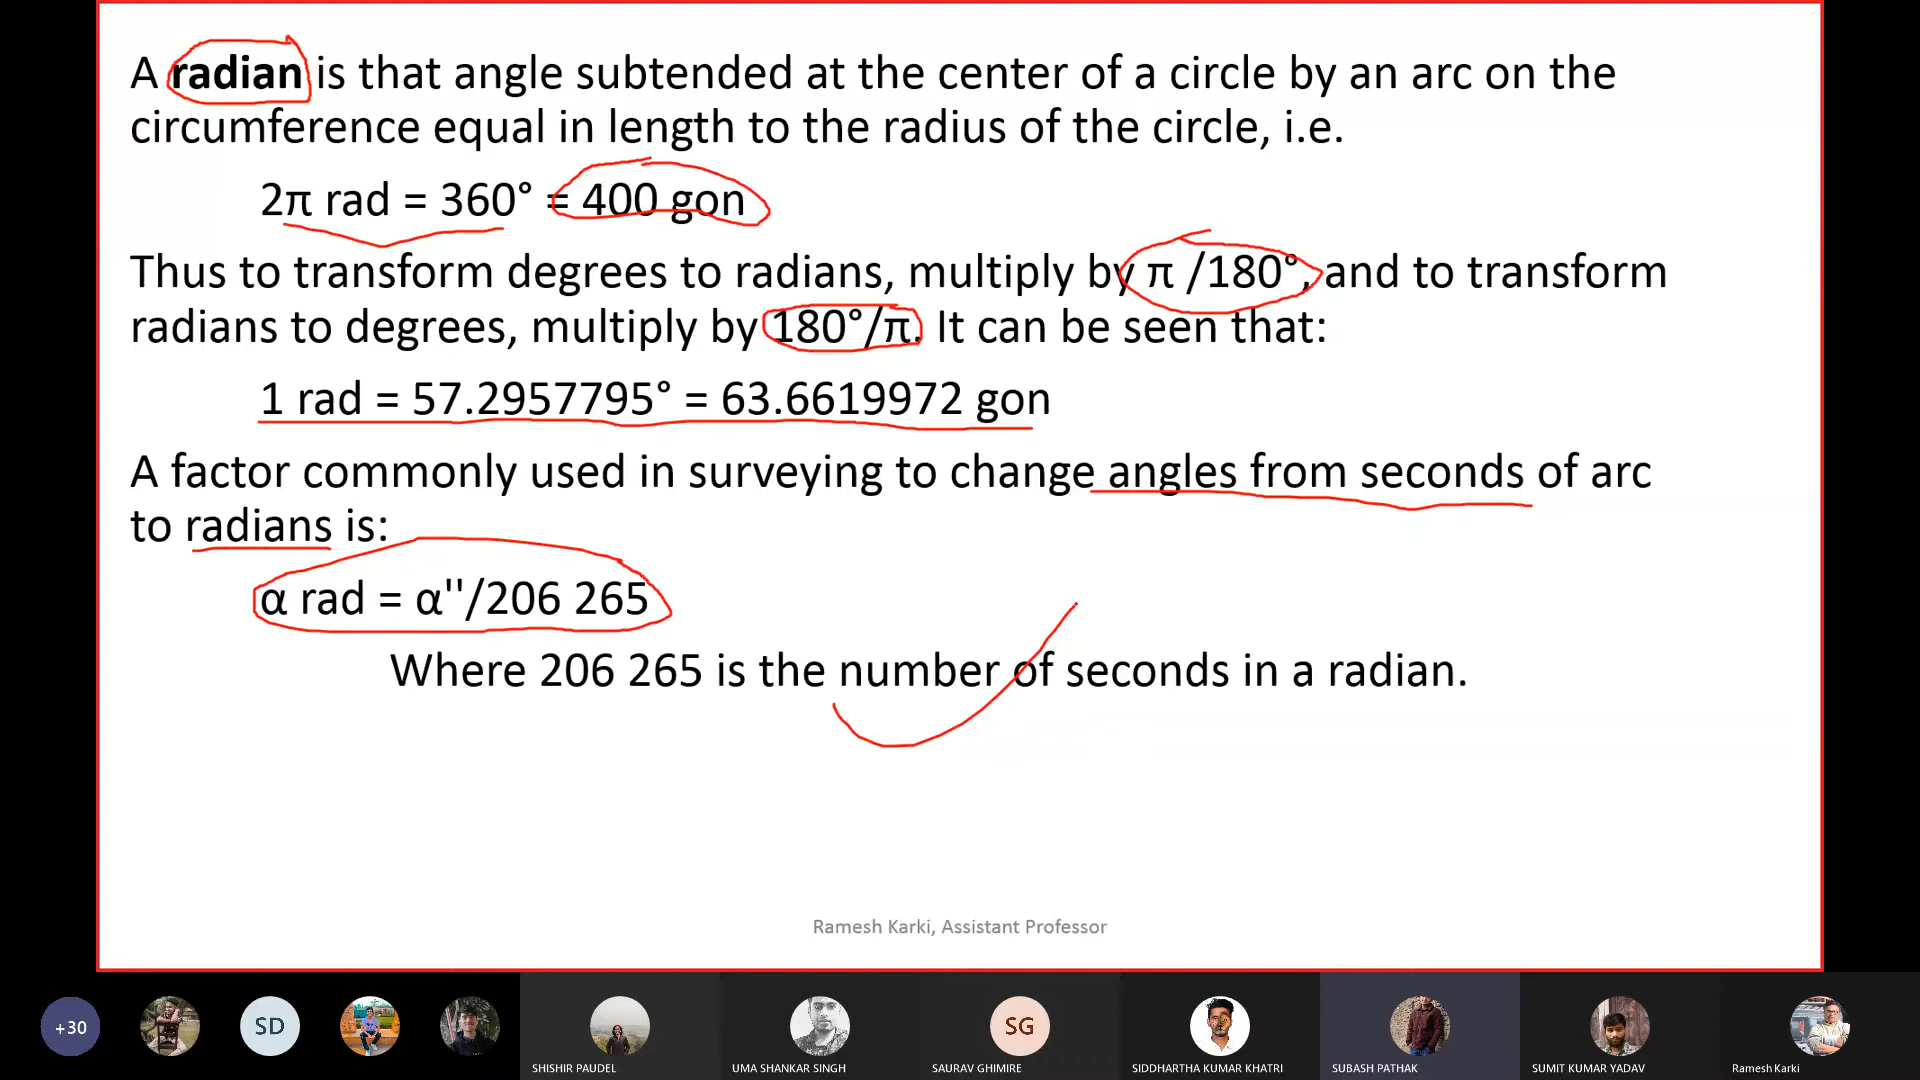 A radian is that angle subtended at the center of a circle by an arc on the
circumference equal in length to the radius of the circle, i.e.
2π rad = 360° = 400 gon
Thus to transform degrees to radians, multiply by π /180°, and to transform
radians to degrees, multiply by 180°/π. It can be seen that:
1 rad = 57.2957795° = 63.6619972 gon
A factor commonly used in surveying to change angles from seconds of arc
to radians is:
α rad = α''/206 265
Where 206 265 is the number of seconds in a radian.
Ramesh Karki, Assistant Professor
+30
SD
SG
SHISHIR PAUDEL
UMA SHANKAR SINGH
SAURAV GHIMIRE
SIDDHARTHA KUMAR KHATRI
SUBASH PATHAK
SUMIT KUMAR YADAV
Ramesh Karki